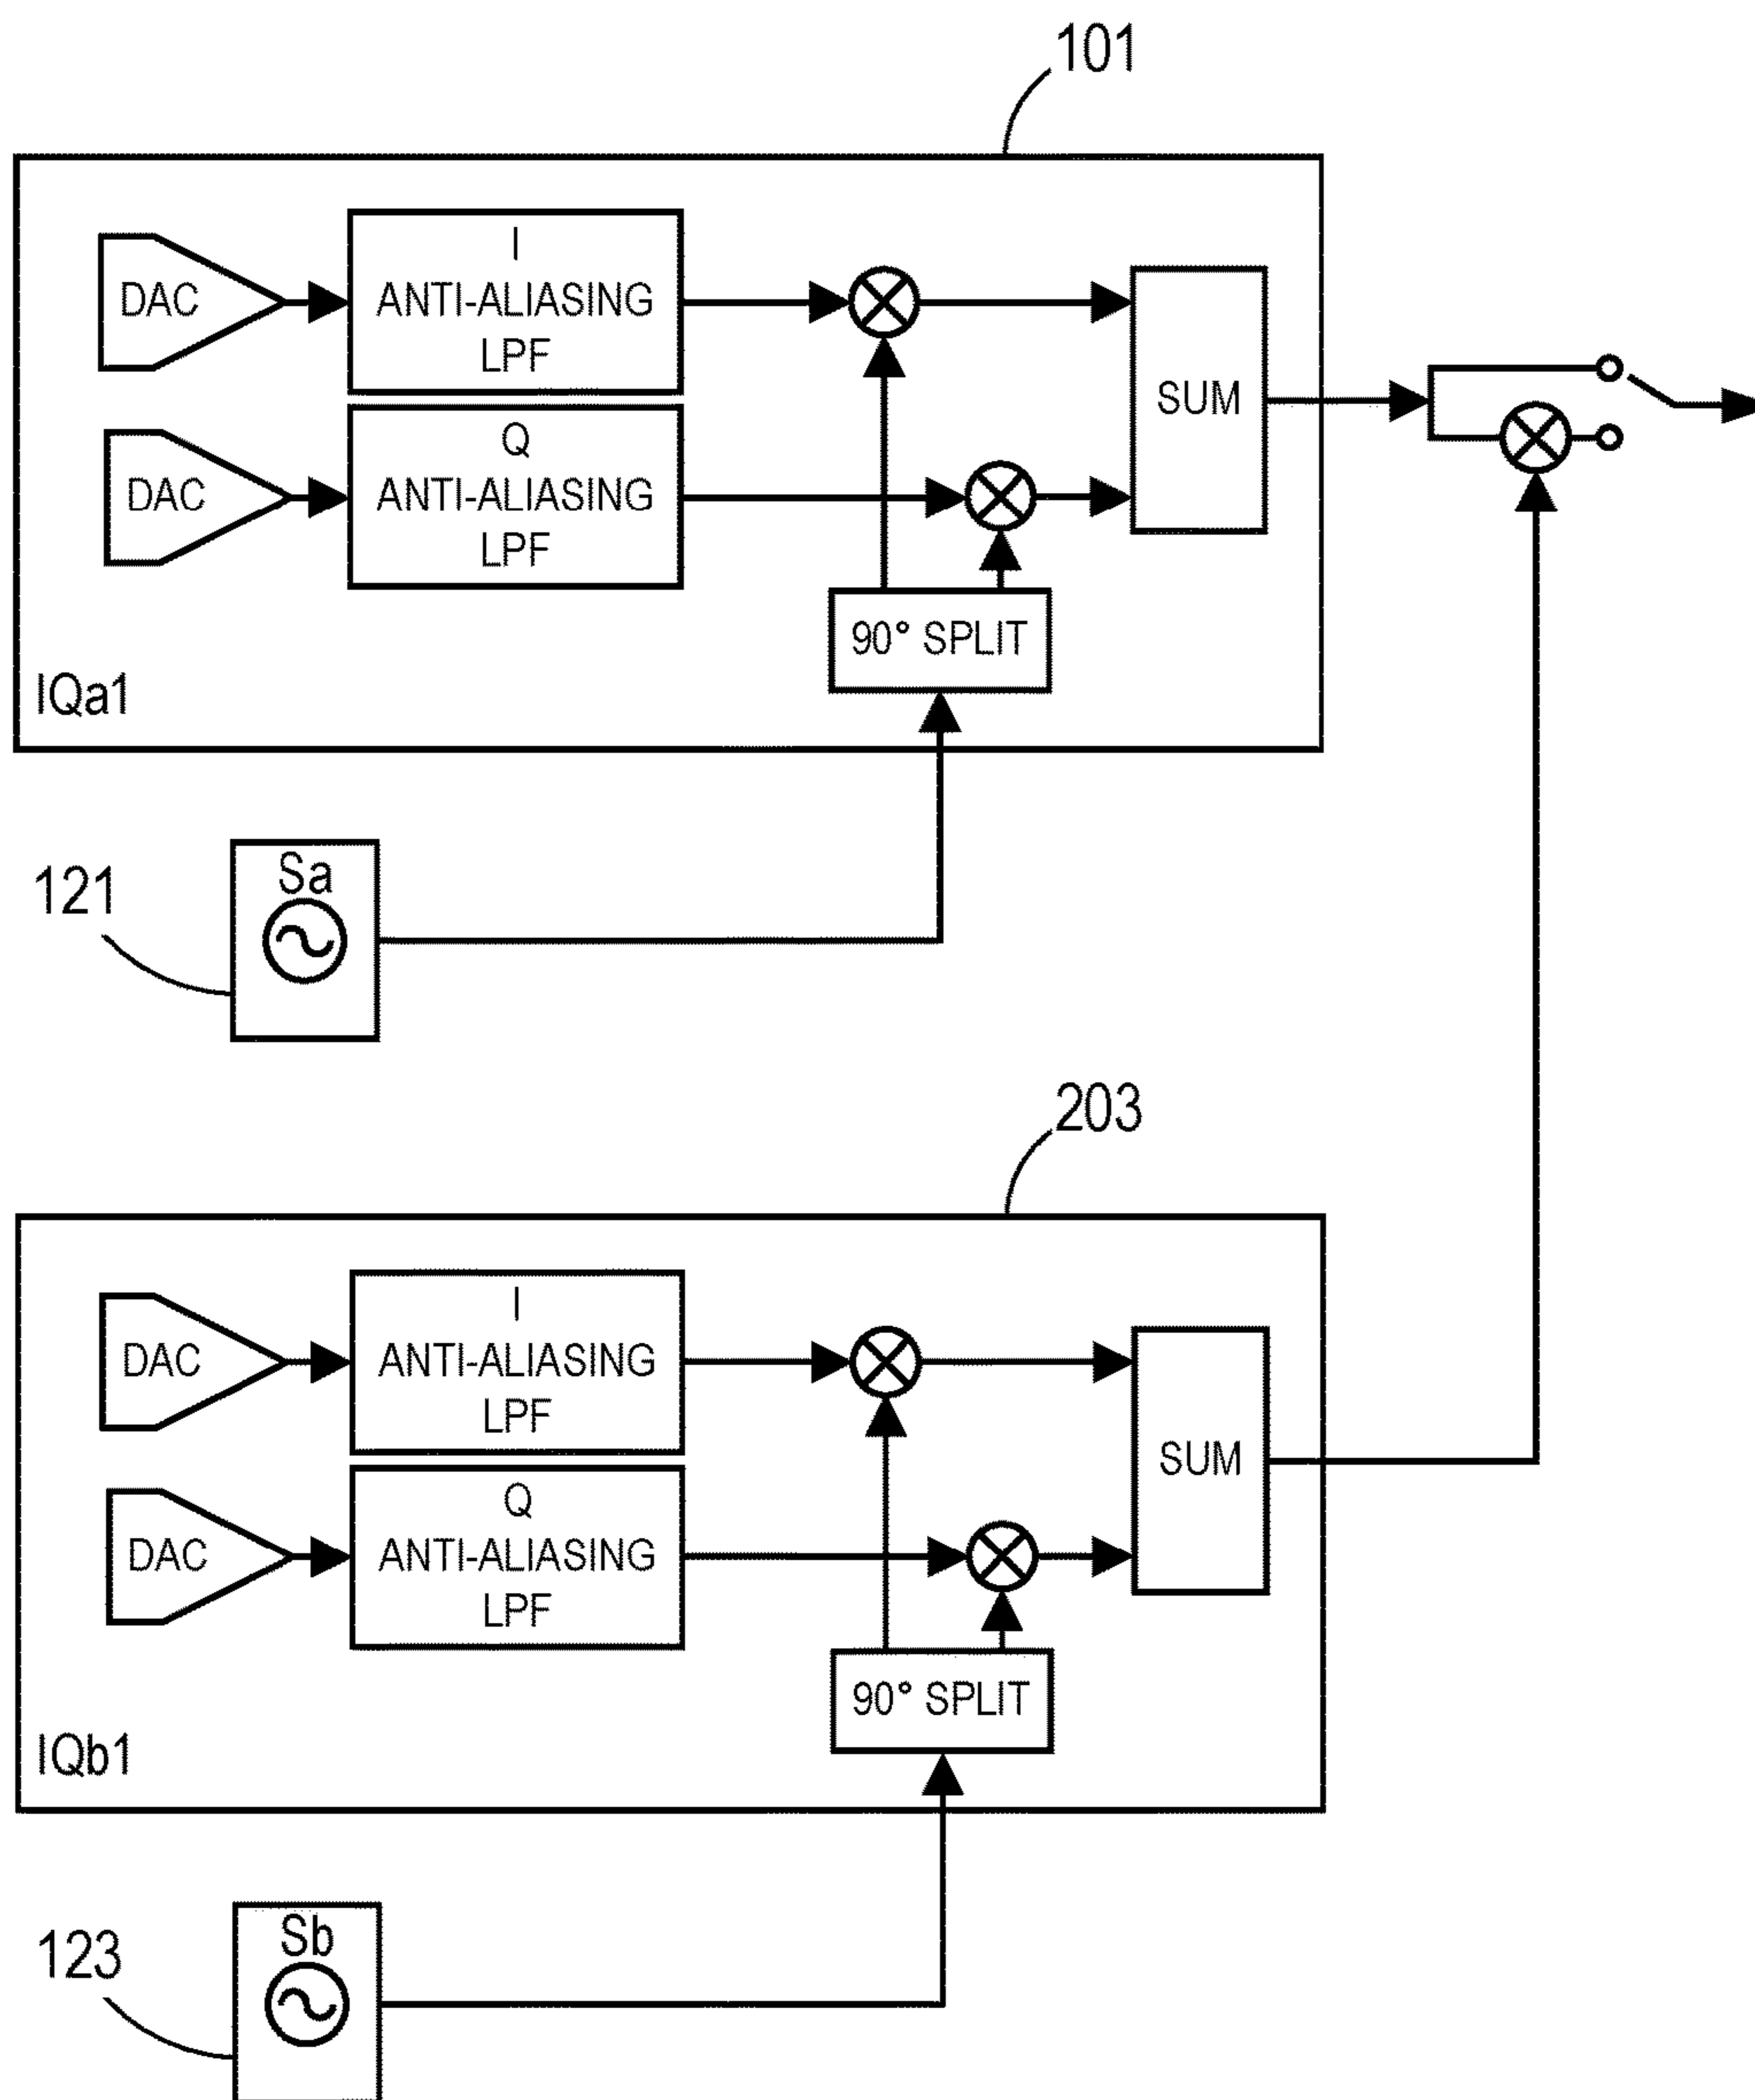 101
I
DAC
ANTI-ALIASING
LPF
SUM
Q
DAC
ANTI-ALIASING
LPF
90° SPLIT
IQa1
Sa
121
203
I
DAC
ANTI-ALIASING
LPF
SUM
Q
DAC
ANTI-ALIASING
LPF
90° SPLIT
IQb1
Sb
123